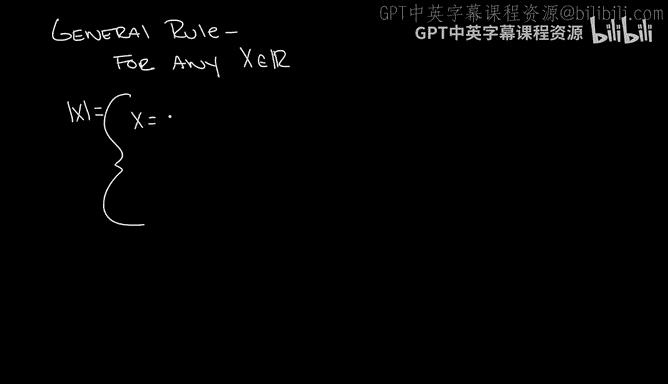 GPT中英字幕课程资源@bilibili.com
GPT中英字幕课程资源 bilibili
GENERAL RULE –
FOR ANY X∈ℝ
|X|= { X = ·